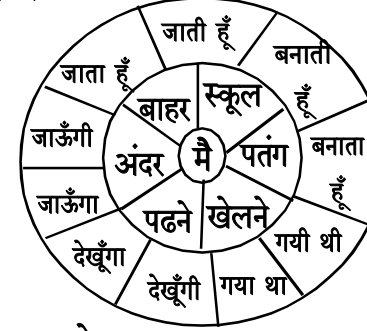 जाती हूँ
बनाती
हूँ
जाता हूँ
बाहर
स्कूल
जाऊँगी
अंदर
मै
पतंग
बनाता
हूँ
जाऊँगा
पढने
खेलने
गयी थी
देखूँगा
देखूँगी
गया था